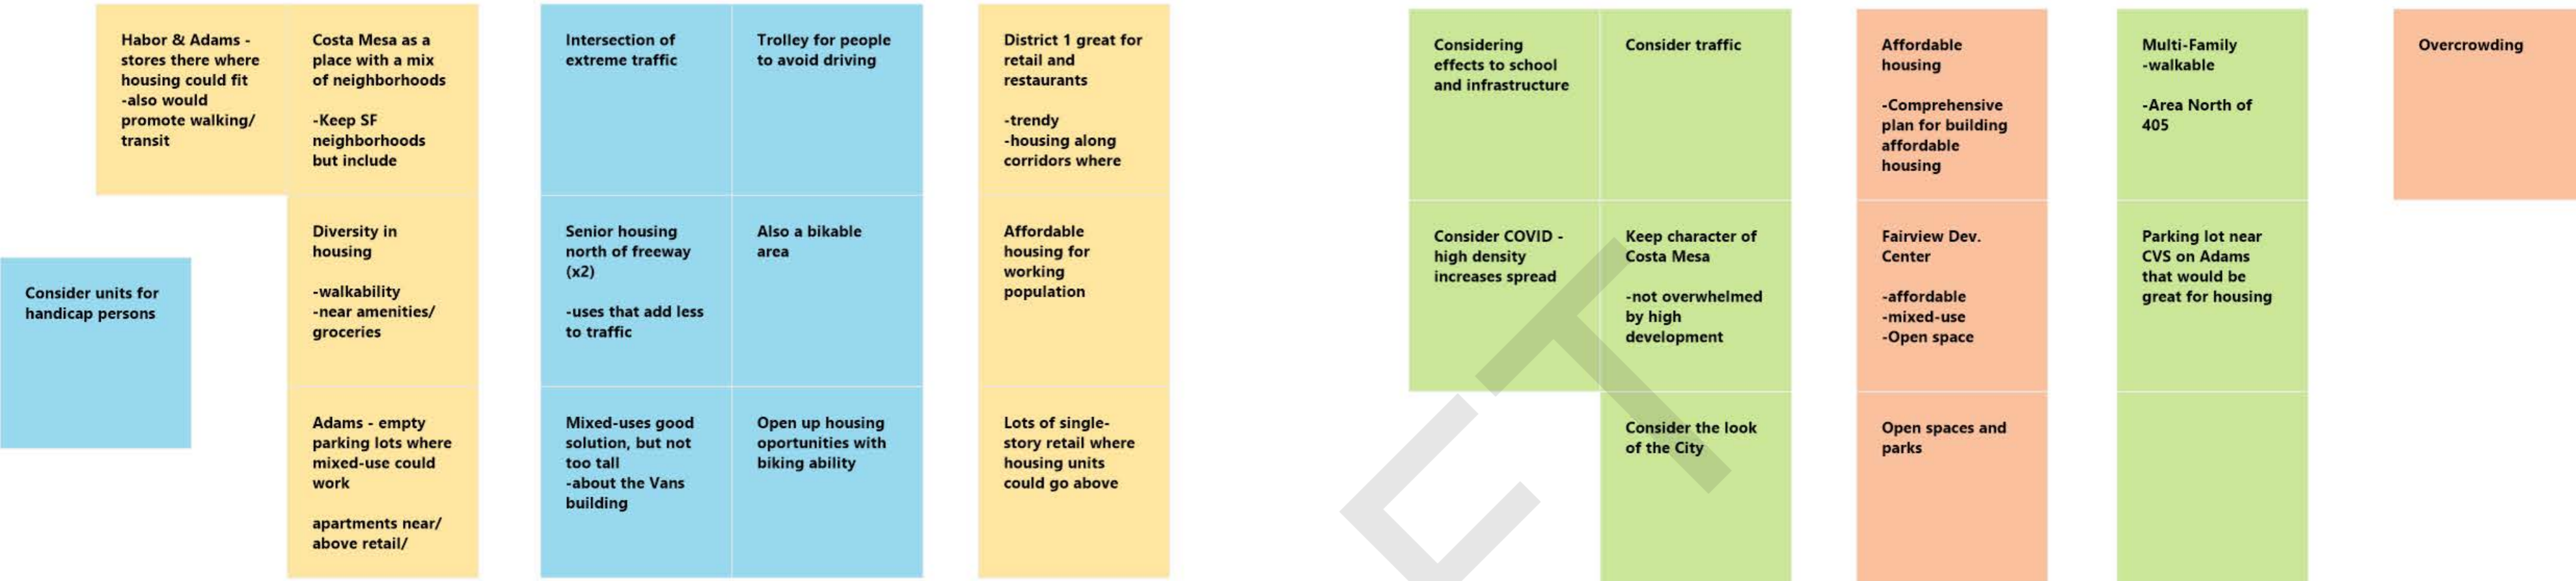 Habor & Adams -
stores there where
housing could fit
-also would
promote walking/
transit
Costa Mesa as a
place with a mix
of neighborhoods
-Keep SF
neighborhoods
but include
Diversity in
housing
-walkability
-near amenities/
groceries
Consider units for
handicap persons
Adams - empty
parking lots where
mixed-use could
work
apartments near/
above retail/
Intersection of
extreme traffic
Trolley for people
to avoid driving
Senior housing
north of freeway
(x2)
-uses that add less
to traffic
Also a bikable
area
Mixed-uses good
solution, but not
too tall
-about the Vans
building
Open up housing
oportunities with
biking ability
District 1 great for
retail and
restaurants
-trendy
-housing along
corridors where
Affordable
housing for
working
population
Lots of single-
story retail where
housing units
could go above
Considering
effects to school
and infrastructure
Consider traffic
Consider COVID -
high density
increases spread
Keep character of
Costa Mesa
-not overwhelmed
by high
development
Consider the look
of the City
Affordable
housing
-Comprehensive
plan for building
affordable
housing
Fairview Dev.
Center
-affordable
-mixed-use
-Open space
Open spaces and
parks
Multi-Family
-walkable
-Area North of
405
Parking lot near
CVS on Adams
that would be
great for housing
Overcrowding